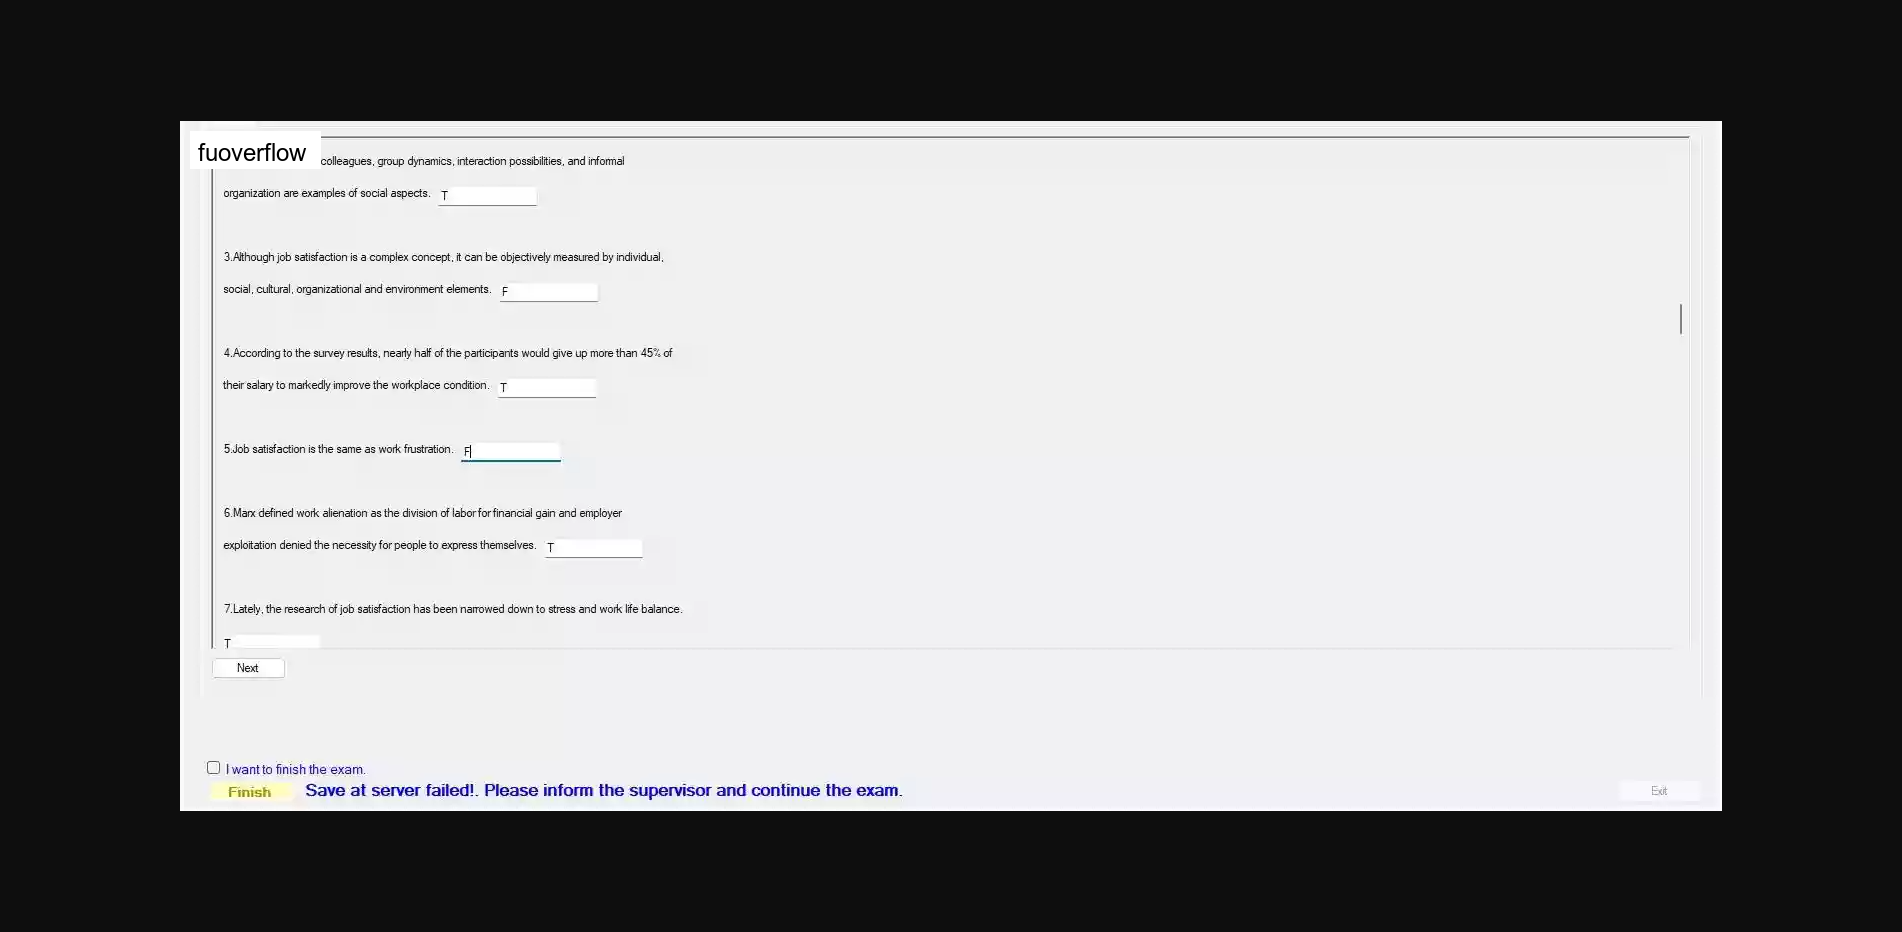 fuoverflow
colleagues, group dynamics, interaction possibilities, and informal
organization are examples of social aspects. T
3.Although job satisfaction is a complex concept, it can be objectively measured by individual,
social, cultural, organizational and environment elements. F
4.According to the survey results, nearly half of the participants would give up more than 45% of
their salary to markedly improve the workplace condition. T
5.Job satisfaction is the same as work frustration. F
6.Marx defined work alienation as the division of labor for financial gain and employer
exploitation denied the necessity for people to express themselves. T
7.Lately, the research of job satisfaction has been narrowed down to stress and work life balance.
T
Next
I want to finish the exam.
Finish Save at server failed!. Please inform the supervisor and continue the exam. Exit